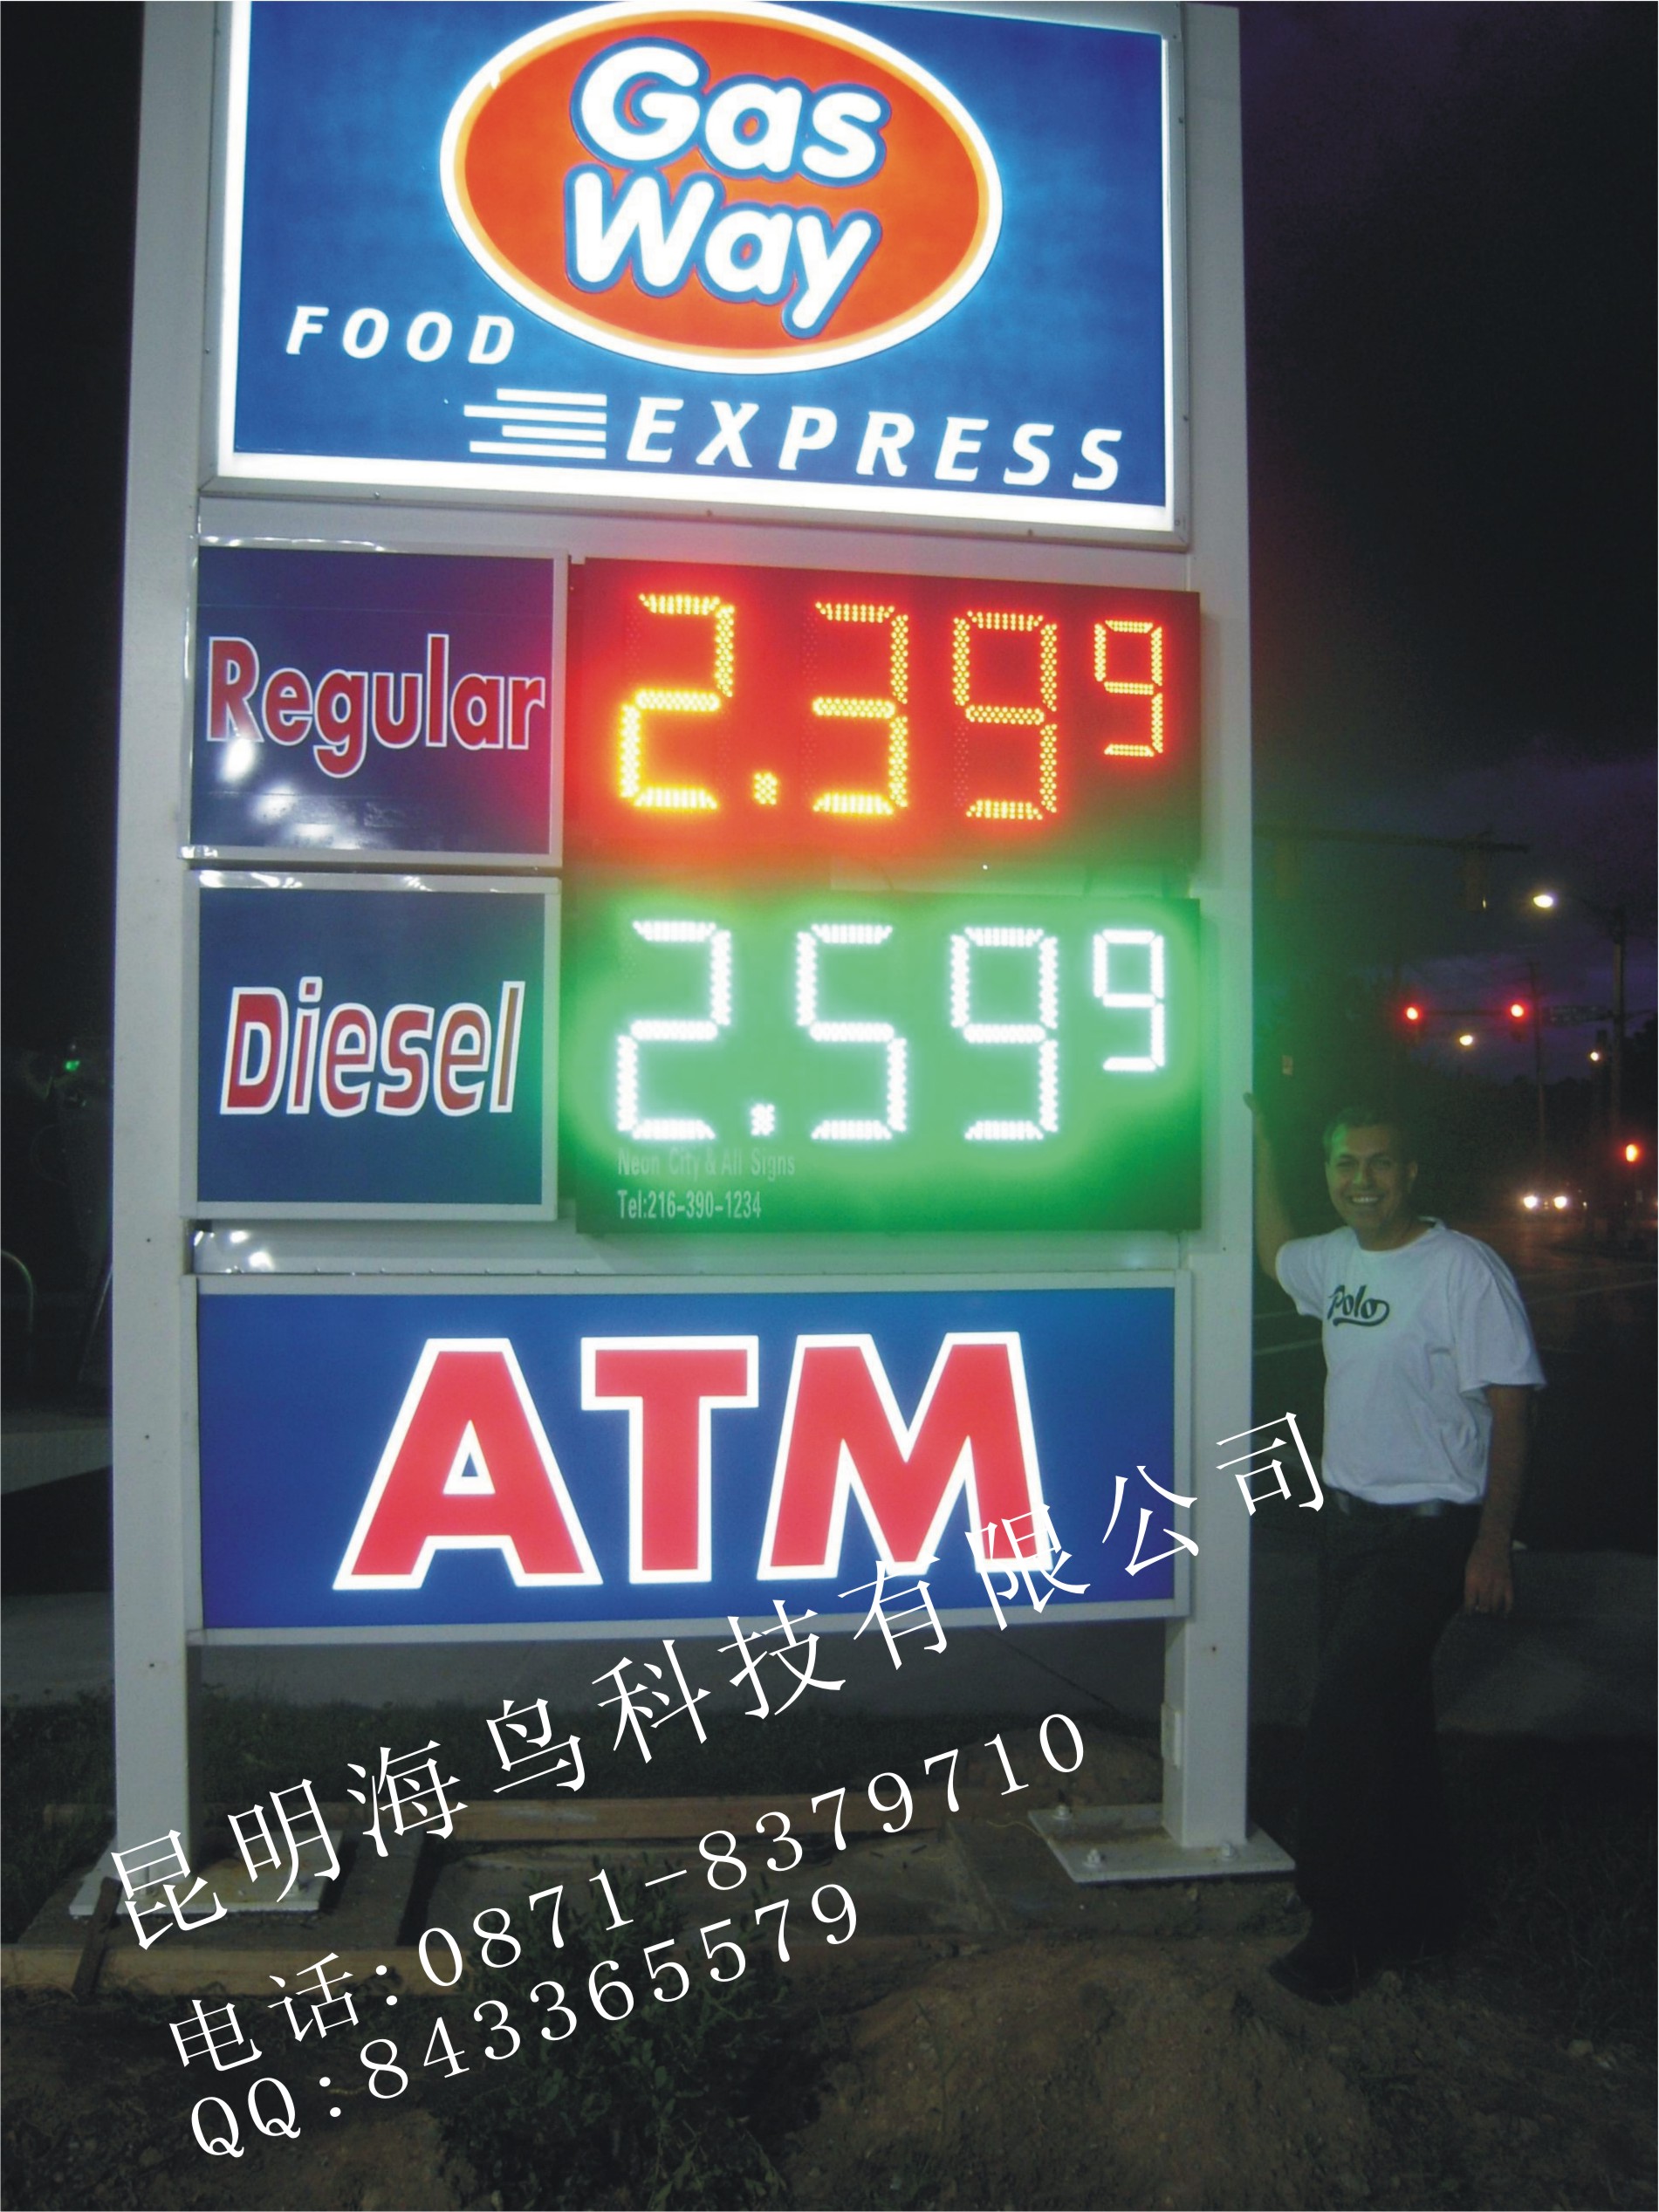 Gas
Way
FOOD
EXPRESS
Regular
2.39 9
Diesel
2.59 9
Neon City & All Signs
Tel:216-390-1234
Polo
ATM
昆明海鸟科技有限公司
电话:0871-8379710
QQ:843365579